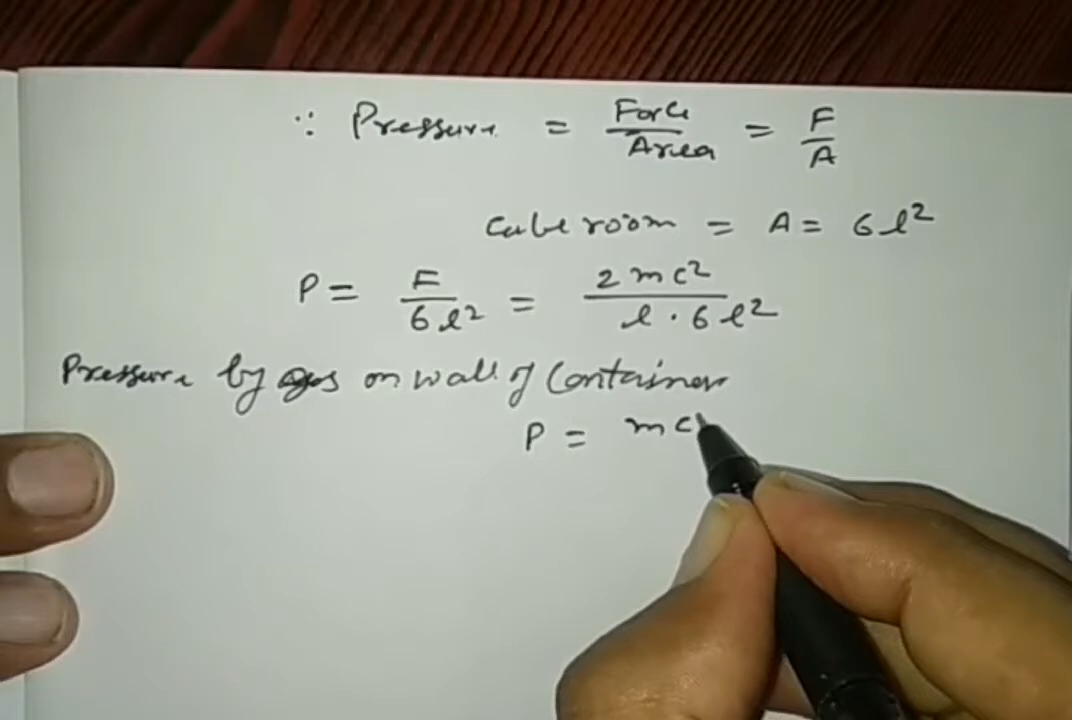 ∵ Pressure = Force/Area = F/A
Cube room = A = 6l²
P = F/6l² = 2mc²/l·6l²
Pressure by gas on wall of Container
P = mc